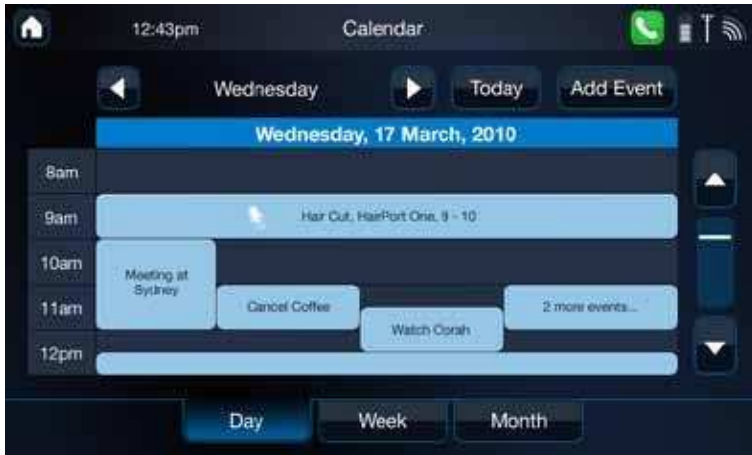 12:43pm
Calendar
Wednesday
Today
Add Event
Wednesday, 17 March, 2010
8am
9am
Hair Cut, HairPort One, 9 - 10
10am
Meeting at
Sydney
11am
Cancel Coffee
2 more events...
Watch Oprah
12pm
Day
Week
Month